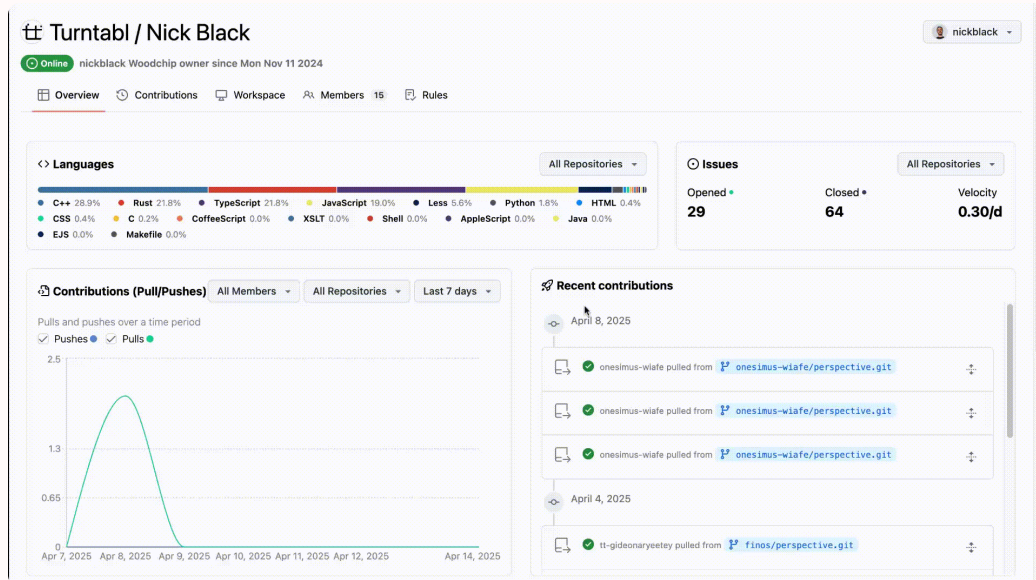 Turntabl / Nick Black
nickblack
Online nickblack Woodchip owner since Mon Nov 11 2024
Overview Contributions Workspace Members 15 Rules
Languages All Repositories
C++ 28.9% Rust 21.8% TypeScript 21.8% JavaScript 19.0% Less 5.6% Python 1.8% HTML 0.4%
CSS 0.4% C 0.2% CoffeeScript 0.0% XSLT 0.0% Shell 0.0% AppleScript 0.0% Java 0.0%
EJS 0.0% Makefile 0.0%
Issues All Repositories
Opened Closed Velocity
29 64 0.30/d
Contributions (Pull/Pushes) All Members All Repositories Last 7 days
Pulls and pushes over a time period
Pushes Pulls
2.5
1.3
0.65
0
Apr 7, 2025 Apr 8, 2025 Apr 9, 2025 Apr 10, 2025 Apr 11, 2025 Apr 12, 2025 Apr 14, 2025
Recent contributions
April 8, 2025
onesimus-wiafe pulled from onesimus-wiafe/perspective.git
onesimus-wiafe pulled from onesimus-wiafe/perspective.git
onesimus-wiafe pulled from onesimus-wiafe/perspective.git
April 4, 2025
tt-gideonaryeetey pulled from finos/perspective.git